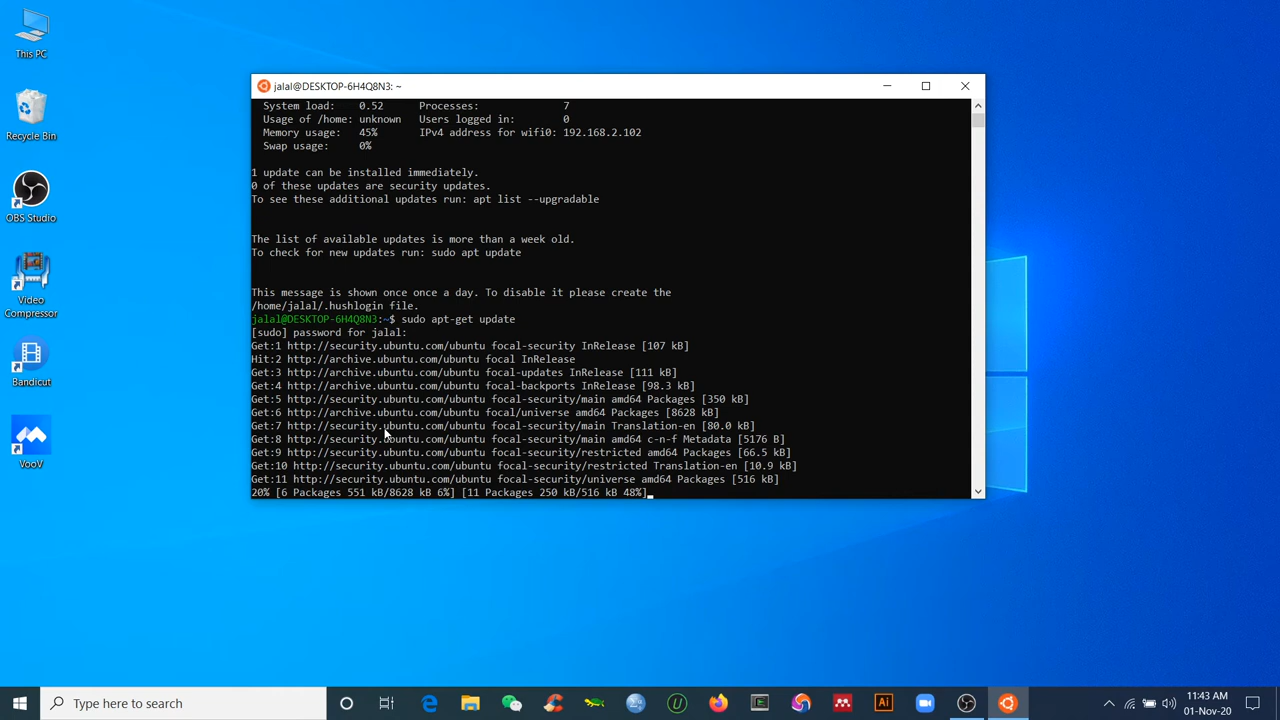 This PC
Recycle Bin
OBS Studio
Video
Compressor
Bandicut
VooV
jalal@DESKTOP-6H4Q8N3: ~
System load:    0.52    Processes:               7
Usage of /home: unknown   Users logged in:         0
Memory usage:   45%       IPv4 address for wifi0: 192.168.2.102
Swap usage:     0%
1 update can be installed immediately.
0 of these updates are security updates.
To see these additional updates run: apt list --upgradable
The list of available updates is more than a week old.
To check for new updates run: sudo apt update
This message is shown once once a day. To disable it please create the
/home/jalal/.hushlogin file.
jalal@DESKTOP-6H4Q8N3:~$ sudo apt-get update
[sudo] password for jalal:
Get:1 http://security.ubuntu.com/ubuntu focal-security InRelease [107 kB]
Hit:2 http://archive.ubuntu.com/ubuntu focal InRelease
Get:3 http://archive.ubuntu.com/ubuntu focal-updates InRelease [111 kB]
Get:4 http://archive.ubuntu.com/ubuntu focal-backports InRelease [98.3 kB]
Get:5 http://security.ubuntu.com/ubuntu focal-security/main amd64 Packages [350 kB]
Get:6 http://archive.ubuntu.com/ubuntu focal/universe amd64 Packages [8628 kB]
Get:7 http://security.ubuntu.com/ubuntu focal-security/main Translation-en [80.0 kB]
Get:8 http://security.ubuntu.com/ubuntu focal-security/main amd64 c-n-f Metadata [5176 B]
Get:9 http://security.ubuntu.com/ubuntu focal-security/restricted amd64 Packages [66.5 kB]
Get:10 http://security.ubuntu.com/ubuntu focal-security/restricted Translation-en [10.9 kB]
Get:11 http://security.ubuntu.com/ubuntu focal-security/universe amd64 Packages [516 kB]
20% [6 Packages 551 kB/8628 kB 6%] [11 Packages 250 kB/516 kB 48%]
Type here to search
Ai
11:43 AM
01-Nov-20